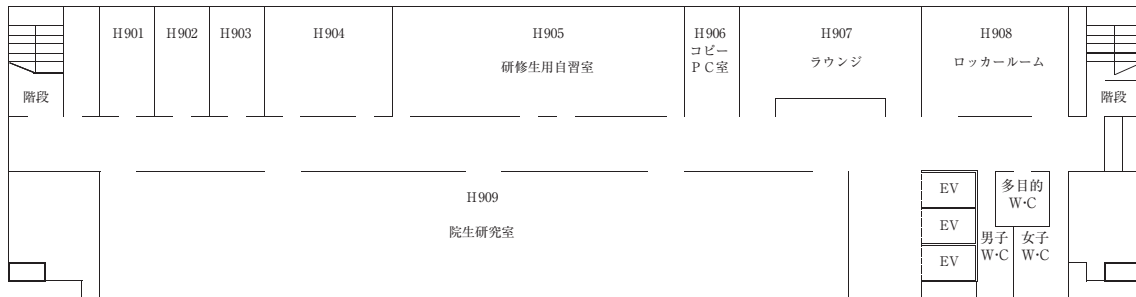 H901
H902
H903
H904
H905
研修生用自習室
H906
コピー
PC室
H907
ラウンジ
H908
ロッカールーム
階段
階段
H909
院生研究室
EV
EV
EV
多目的
W・C
男子
W・C
女子
W・C